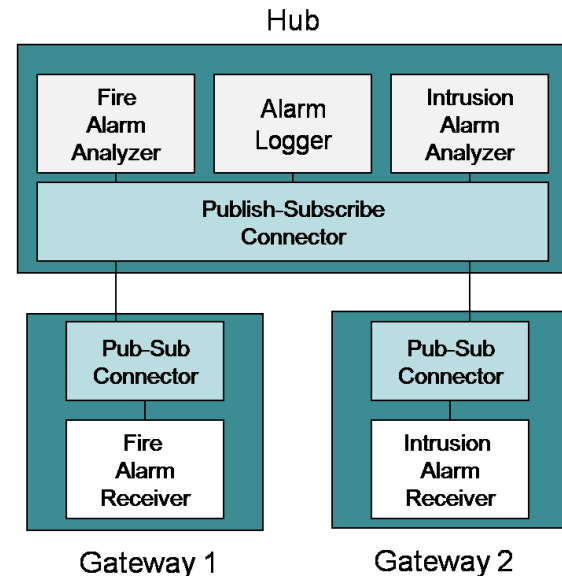 Hub
Fire
Alarm
Analyzer
Alarm
Logger
Intrusion
Alarm
Analyzer
Publish-Subscribe
Connector
Pub-Sub
Connector
Fire
Alarm
Receiver
Gateway 1
Pub-Sub
Connector
Intrusion
Alarm
Receiver
Gateway 2